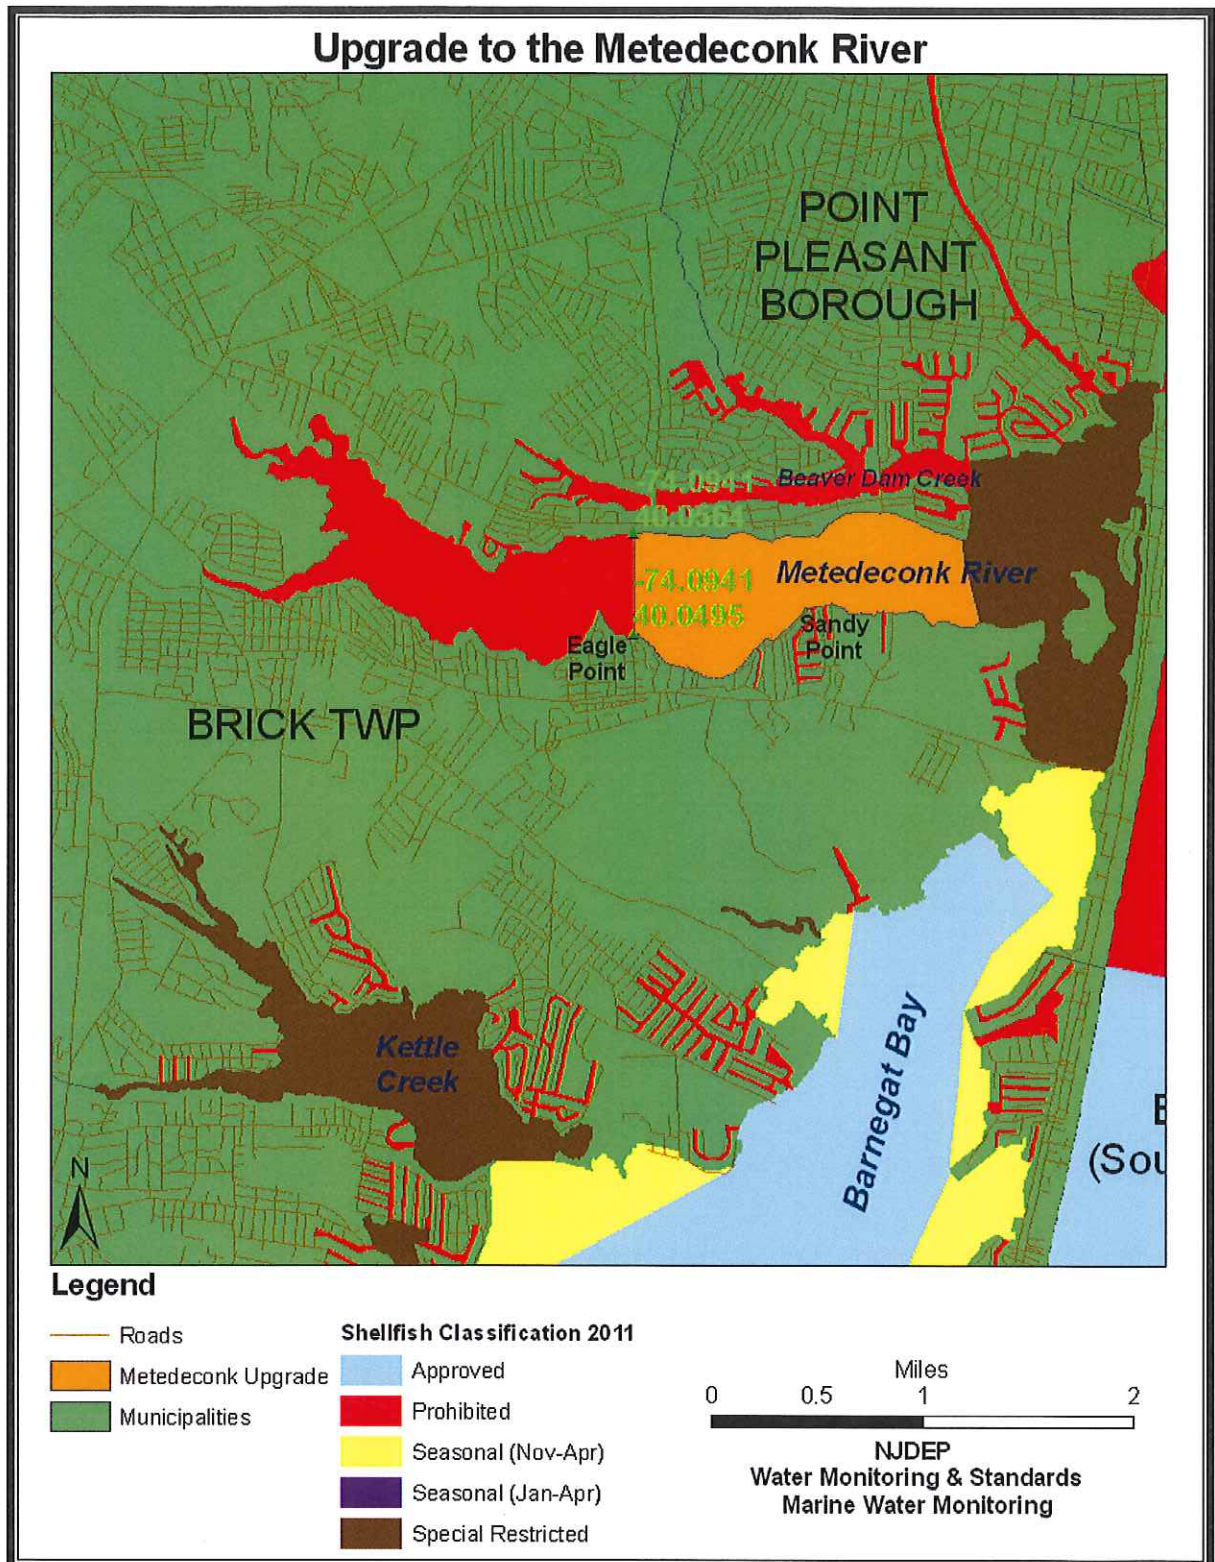 Upgrade to the Metedeconk River
POINT
PLEASANT
BOROUGH
-74.0941
40.0564
Beaver Dam Creek
-74.0941
40.0495
Metedeconk River
Eagle
Point
Sandy
Point
BRICK TWP
Kettle
Creek
Barnegat Bay
(Sou
N
Legend
Roads
Metedeconk Upgrade
Municipalities
Shellfish Classification 2011
Approved
Prohibited
Seasonal (Nov-Apr)
Seasonal (Jan-Apr)
Special Restricted
Miles
0 0.5 1 2
NJDEP
Water Monitoring & Standards
Marine Water Monitoring